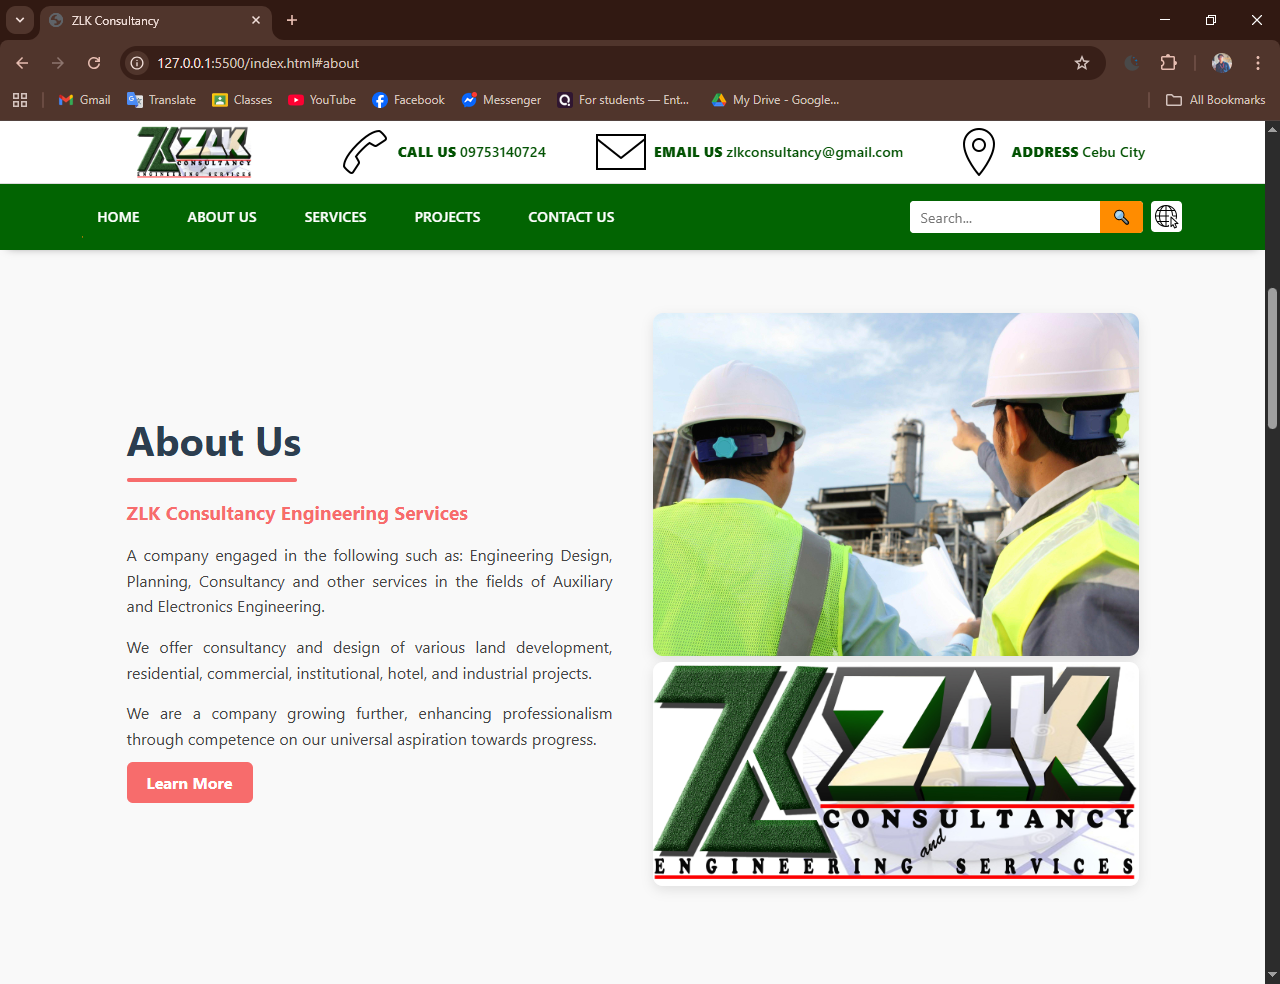 ZLK Consultancy
127.0.0.1:5500/index.html#about
Gmail
Translate
Classes
YouTube
Facebook
Messenger
For students — Ent...
My Drive - Google...
All Bookmarks
ZLK
CONSULTANCY
ENGINEERING SERVICES
CALL US 09753140724
EMAIL US zlkconsultancy@gmail.com
ADDRESS Cebu City
HOME
ABOUT US
SERVICES
PROJECTS
CONTACT US
Search...
About Us
ZLK Consultancy Engineering Services
A company engaged in the following such as: Engineering Design,
Planning, Consultancy and other services in the fields of Auxiliary
and Electronics Engineering.
We offer consultancy and design of various land development,
residential, commercial, institutional, hotel, and industrial projects.
We are a company growing further, enhancing professionalism
through competence on our universal aspiration towards progress.
Learn More
ZLK
CONSULTANCY
and
ENGINEERING SERVICES